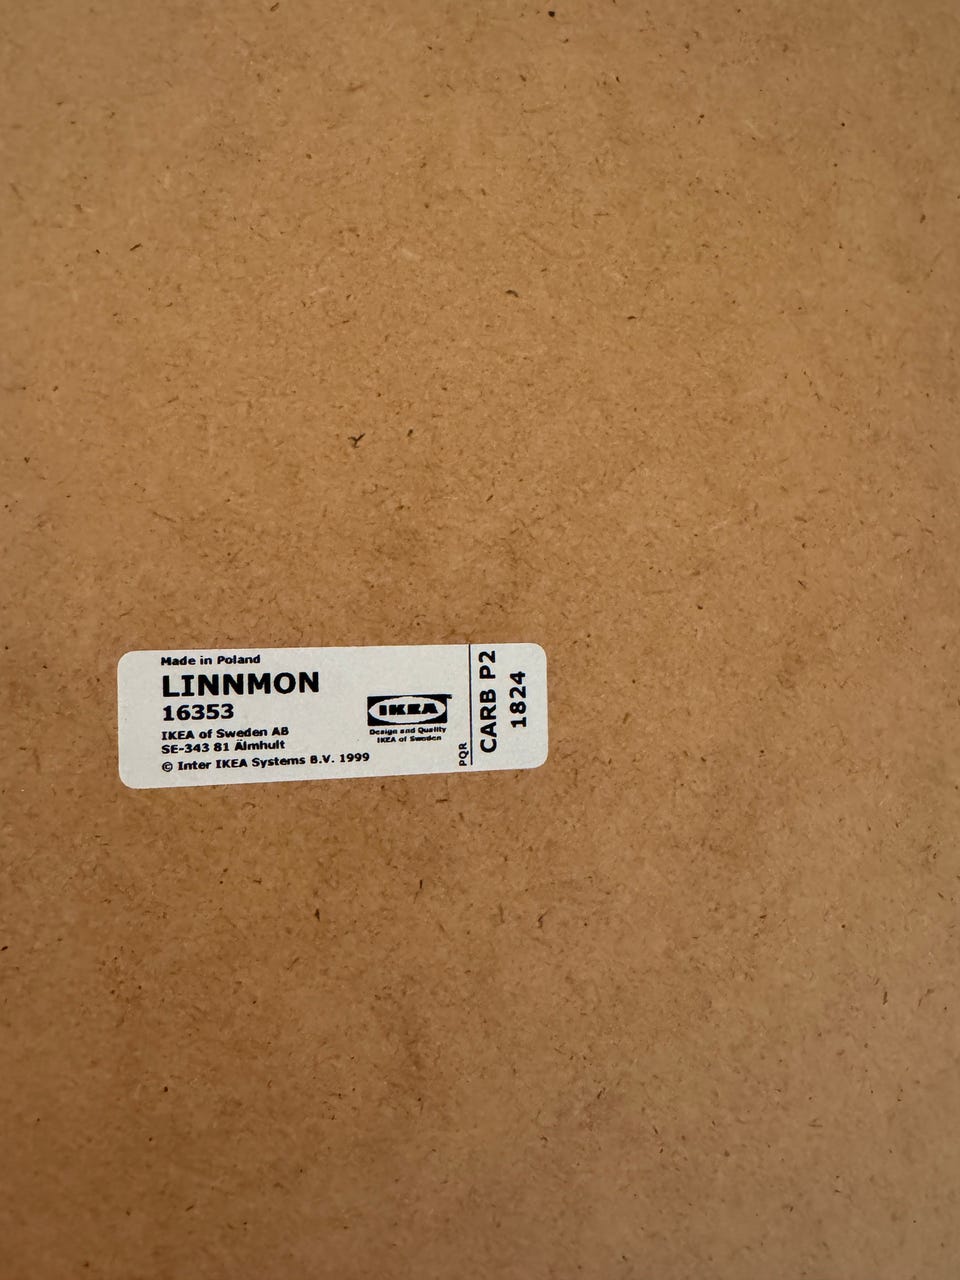 Made in Poland
LINNMON
16353
IKEA of Sweden AB
SE-343 81 Älmhult
© Inter IKEA Systems B.V. 1999
IKEA
Design and Quality
IKEA of Sweden
PQR
CARB P2
1824